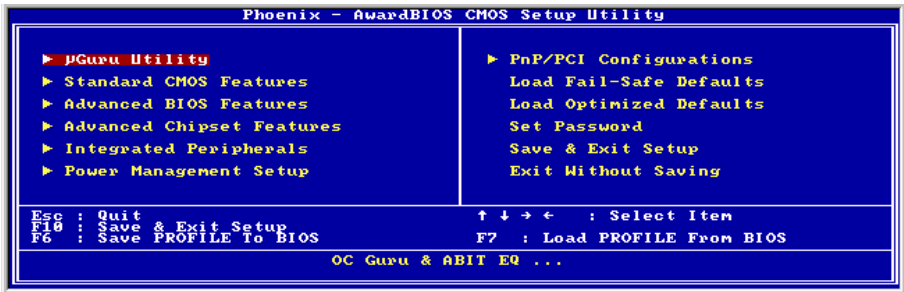 Phoenix - AwardBIOS CMOS Setup Utility
► µGuru Utility
► Standard CMOS Features
► Advanced BIOS Features
► Advanced Chipset Features
► Integrated Peripherals
► Power Management Setup
► PnP/PCI Configurations
Load Fail-Safe Defaults
Load Optimized Defaults
Set Password
Save & Exit Setup
Exit Without Saving
Esc : Quit
F10 : Save & Exit Setup
F6 : Save PROFILE To BIOS
↑ ↓ → ← : Select Item
F7 : Load PROFILE From BIOS
OC Guru & ABIT EQ ...